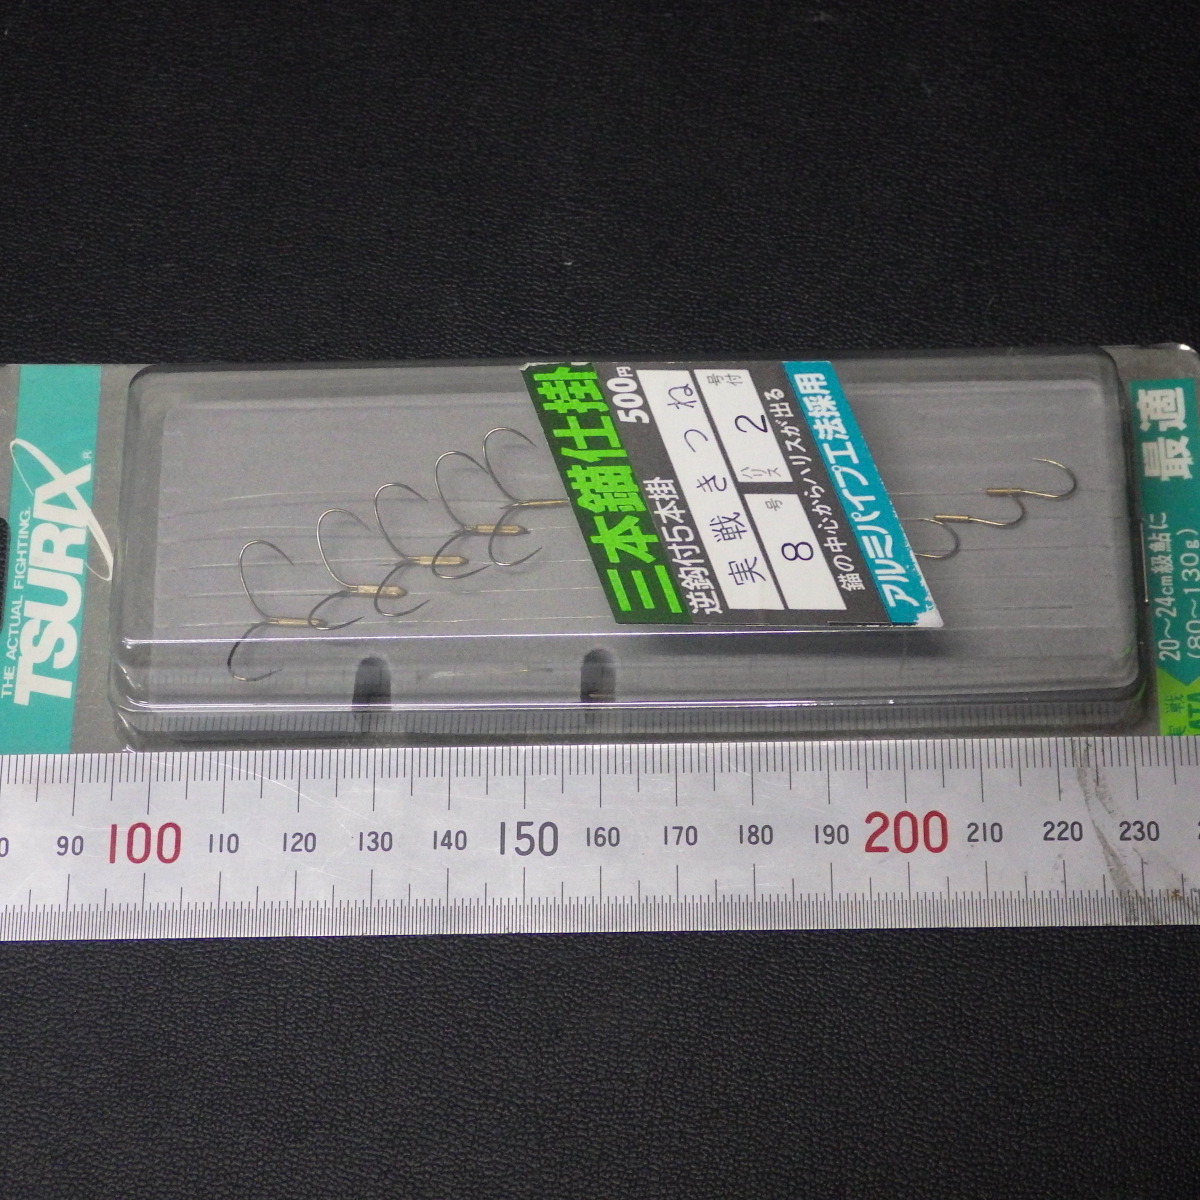 THE ACTUAL FIGHTING.
TSURIX
R
三本錨仕掛
500円
逆鈎付5本掛
実戦きつね
8号
ハリス2号付
錨の中心からハリスが出る
アルミパイプ工法採用
最適
20〜24cm級鮎に
(80〜130g)
実戦
90 100 110 120 130 140 150 160 170 180 190 200 210 220 230